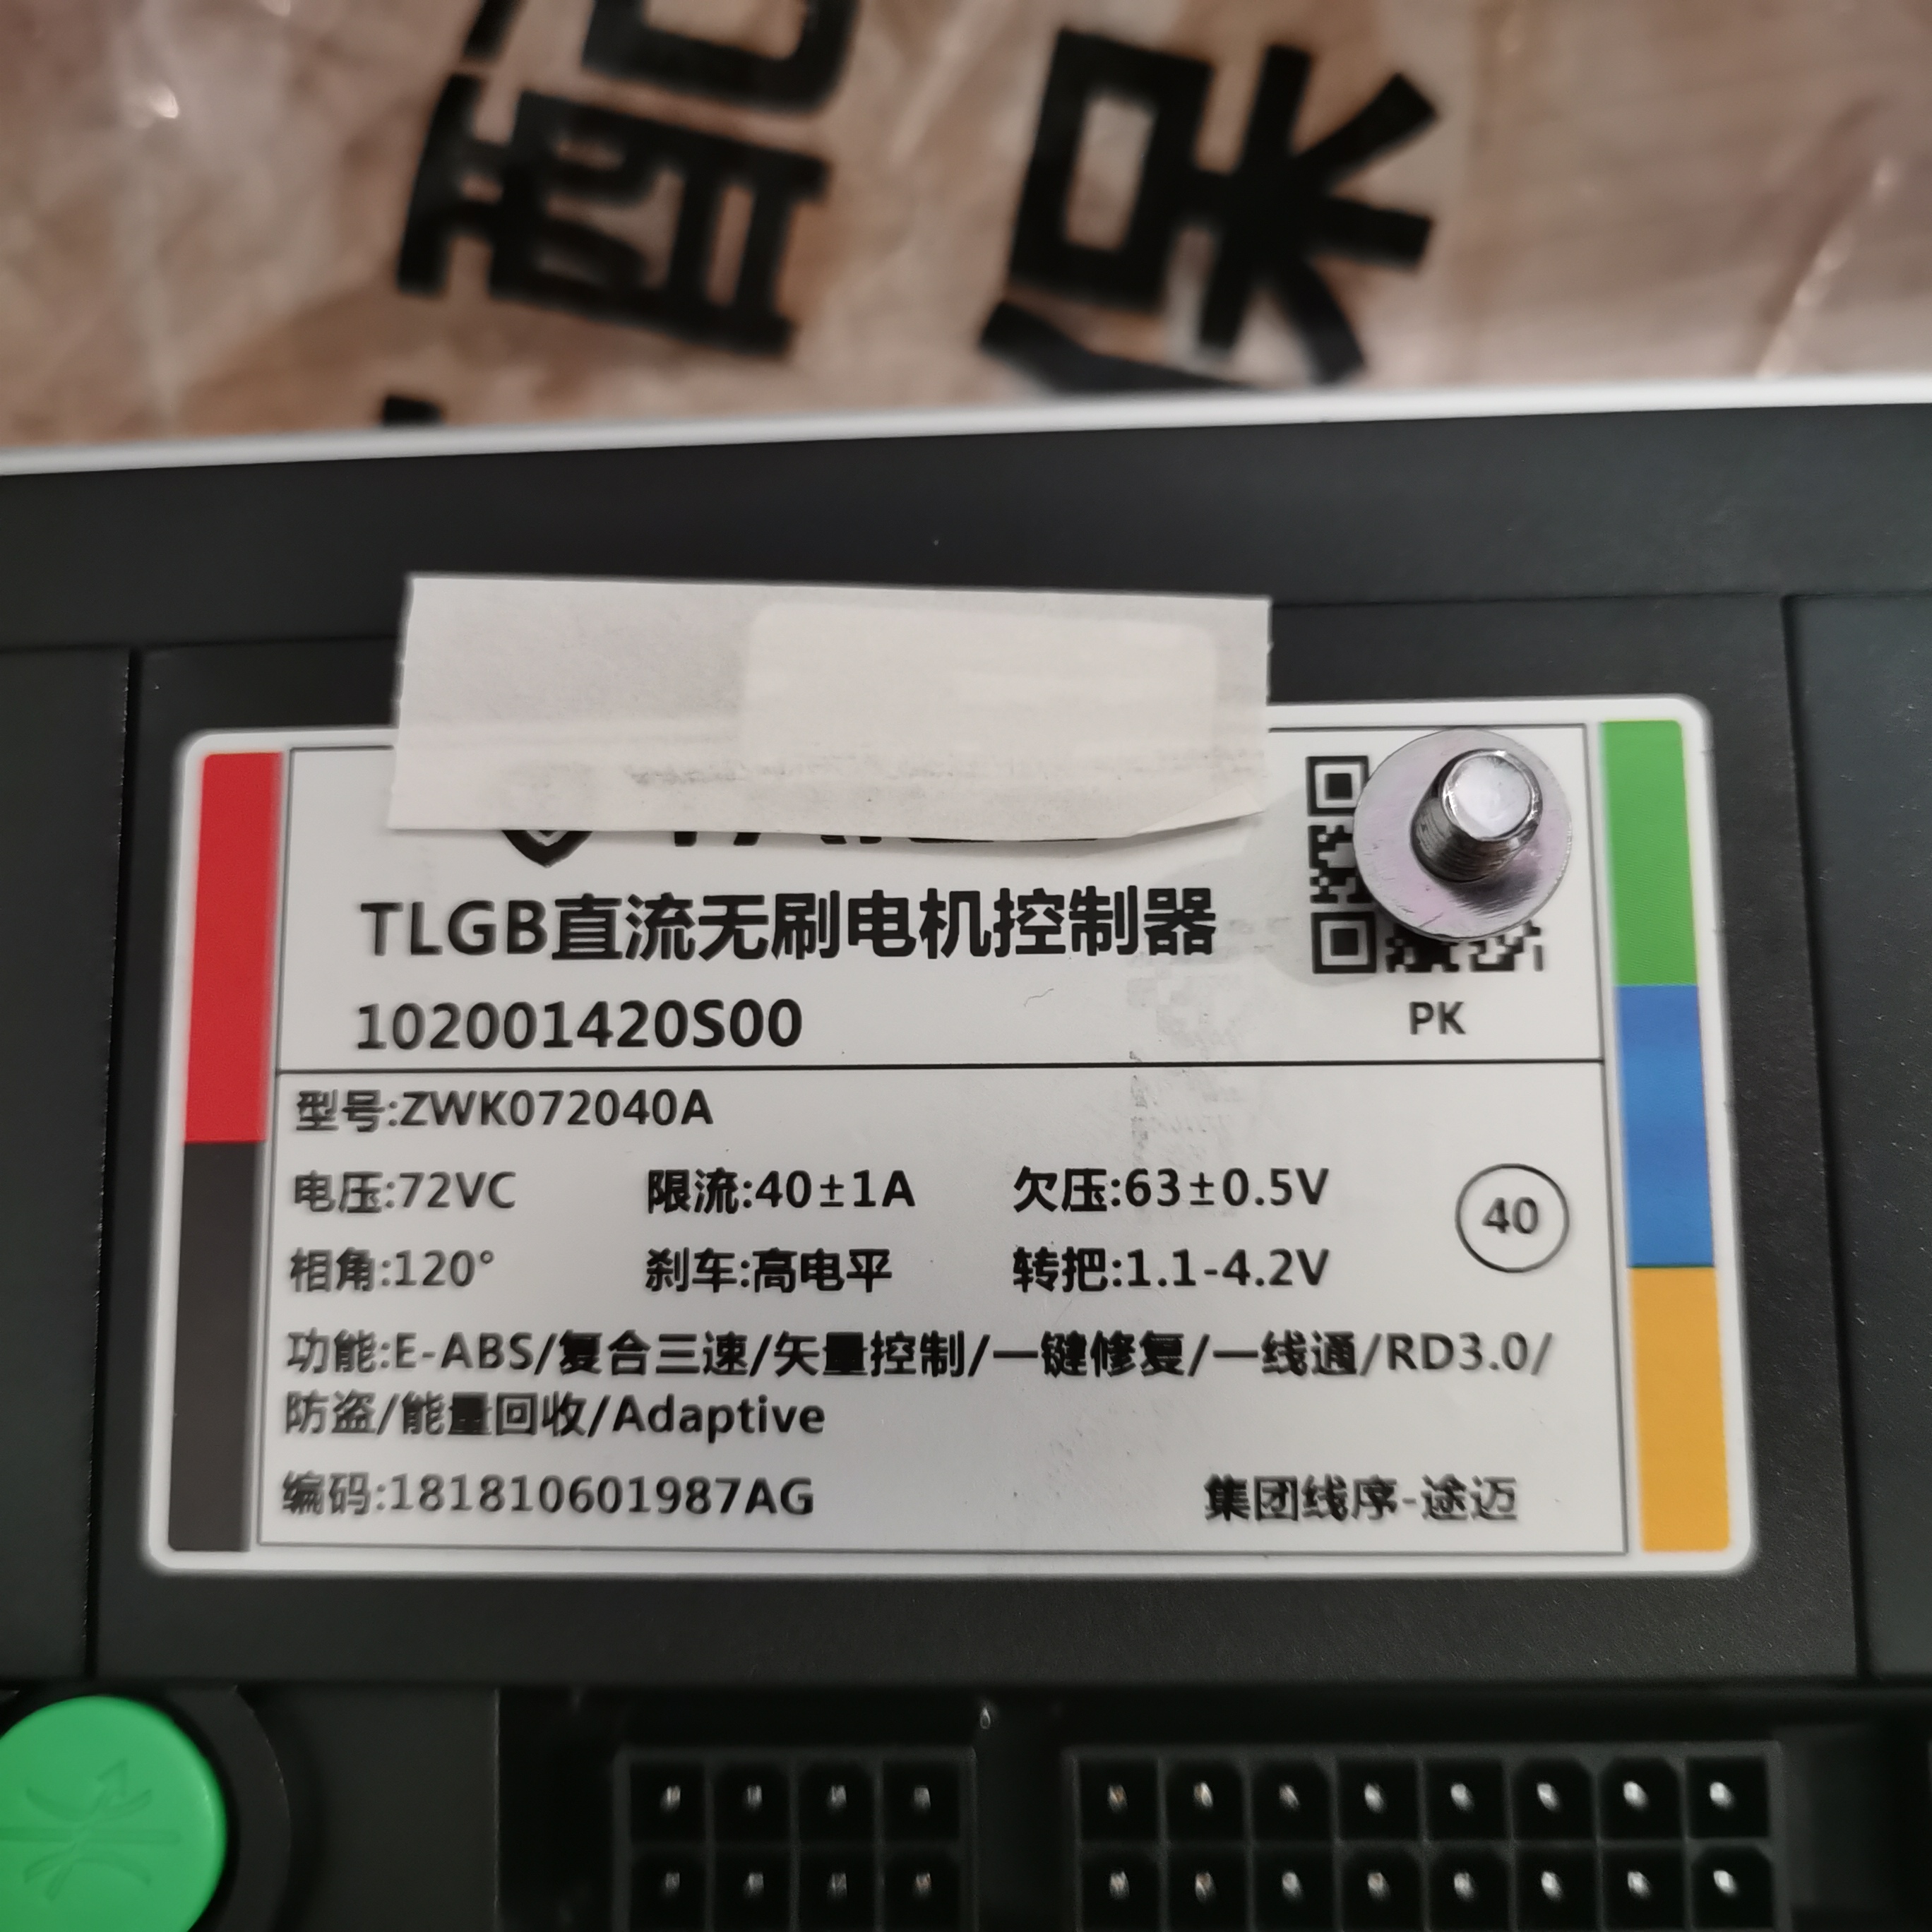 TLGB直流无刷电机控制器
102001420S00
PK
型号:ZWK072040A
电压:72VC 限流:40±1A 欠压:63±0.5V
40
相角:120° 刹车:高电平 转把:1.1-4.2V
功能:E-ABS/复合三速/矢量控制/一键修复/一线通/RD3.0/
防盗/能量回收/Adaptive
编码:181810601987AG 集团线序-途迈